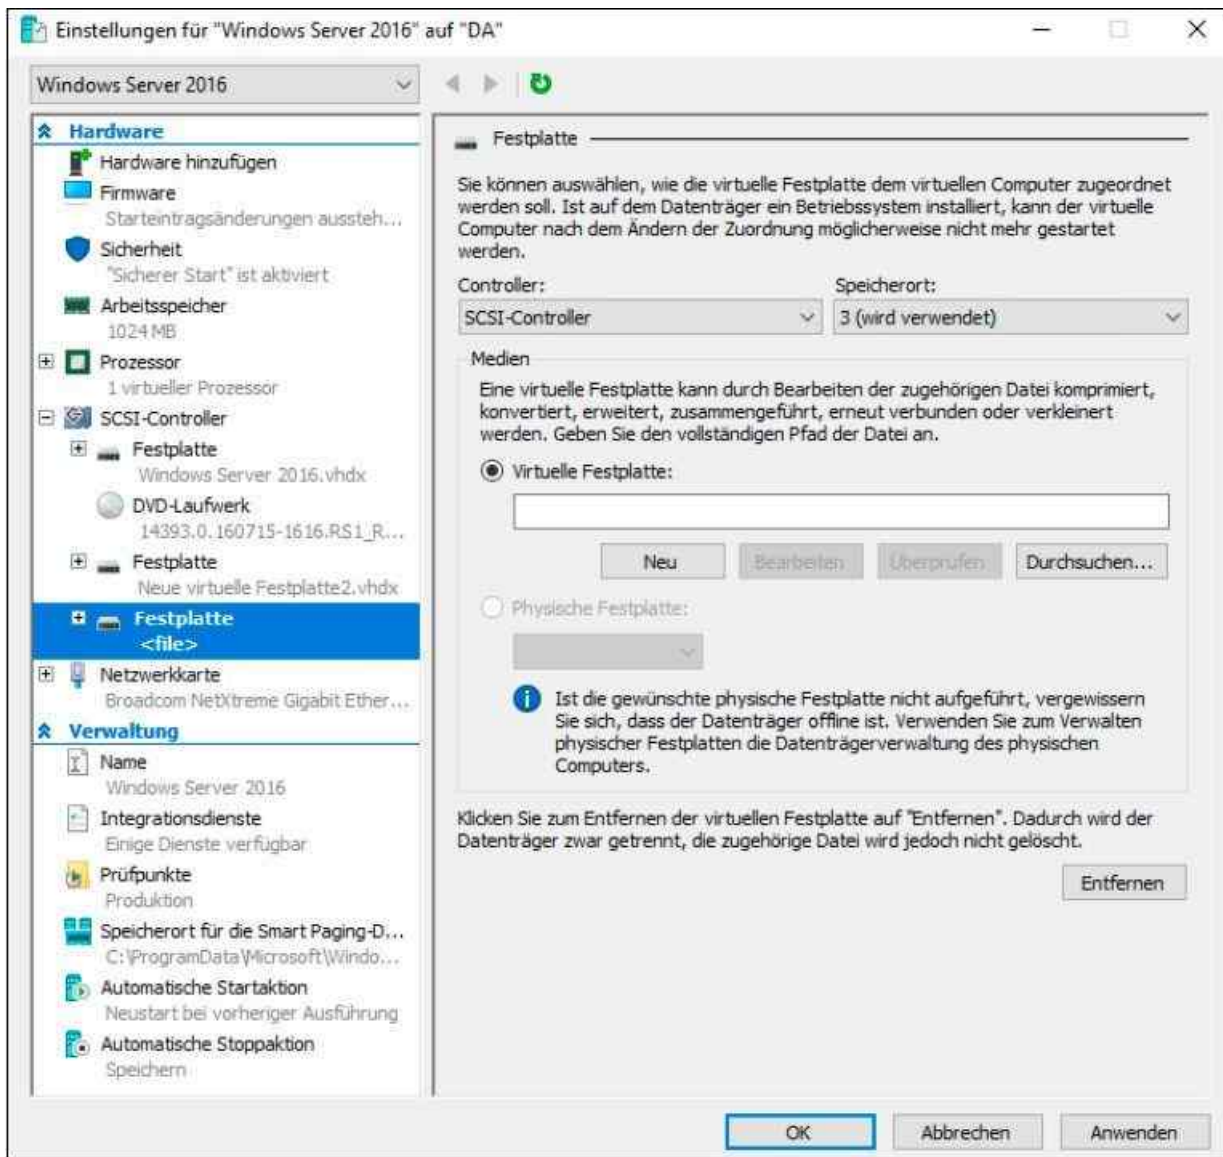 Einstellungen für "Windows Server 2016" auf "DA"
Windows Server 2016
Hardware
Hardware hinzufügen
Firmware
Starteintragsänderungen aussteh...
Sicherheit
"Sicherer Start" ist aktiviert
Arbeitsspeicher
1024 MB
Prozessor
1 virtueller Prozessor
SCSI-Controller
Festplatte
Windows Server 2016.vhdx
DVD-Laufwerk
14393.0.160715-1616.RS1_R...
Festplatte
Neue virtuelle Festplatte2.vhdx
Festplatte
<file>
Netzwerkkarte
Broadcom NetXtreme Gigabit Ether...
Verwaltung
Name
Windows Server 2016
Integrationsdienste
Einige Dienste verfügbar
Prüfpunkte
Produktion
Speicherort für die Smart Paging-D...
C:\ProgramData\Microsoft\Windo...
Automatische Startaktion
Neustart bei vorheriger Ausführung
Automatische Stoppaktion
Speichern
Festplatte
Sie können auswählen, wie die virtuelle Festplatte dem virtuellen Computer zugeordnet
werden soll. Ist auf dem Datenträger ein Betriebssystem installiert, kann der virtuelle
Computer nach dem Ändern der Zuordnung möglicherweise nicht mehr gestartet
werden.
Controller:
Speicherort:
SCSI-Controller
3 (wird verwendet)
Medien
Eine virtuelle Festplatte kann durch Bearbeiten der zugehörigen Datei komprimiert,
konvertiert, erweitert, zusammengeführt, erneut verbunden oder verkleinert
werden. Geben Sie den vollständigen Pfad der Datei an.
Virtuelle Festplatte:
Neu
Bearbeiten
Überprüfen
Durchsuchen...
Physische Festplatte:
Ist die gewünschte physische Festplatte nicht aufgeführt, vergewissern
Sie sich, dass der Datenträger offline ist. Verwenden Sie zum Verwalten
physischer Festplatten die Datenträgerverwaltung des physischen
Computers.
Klicken Sie zum Entfernen der virtuellen Festplatte auf "Entfernen". Dadurch wird der
Datenträger zwar getrennt, die zugehörige Datei wird jedoch nicht gelöscht.
Entfernen
OK
Abbrechen
Anwenden